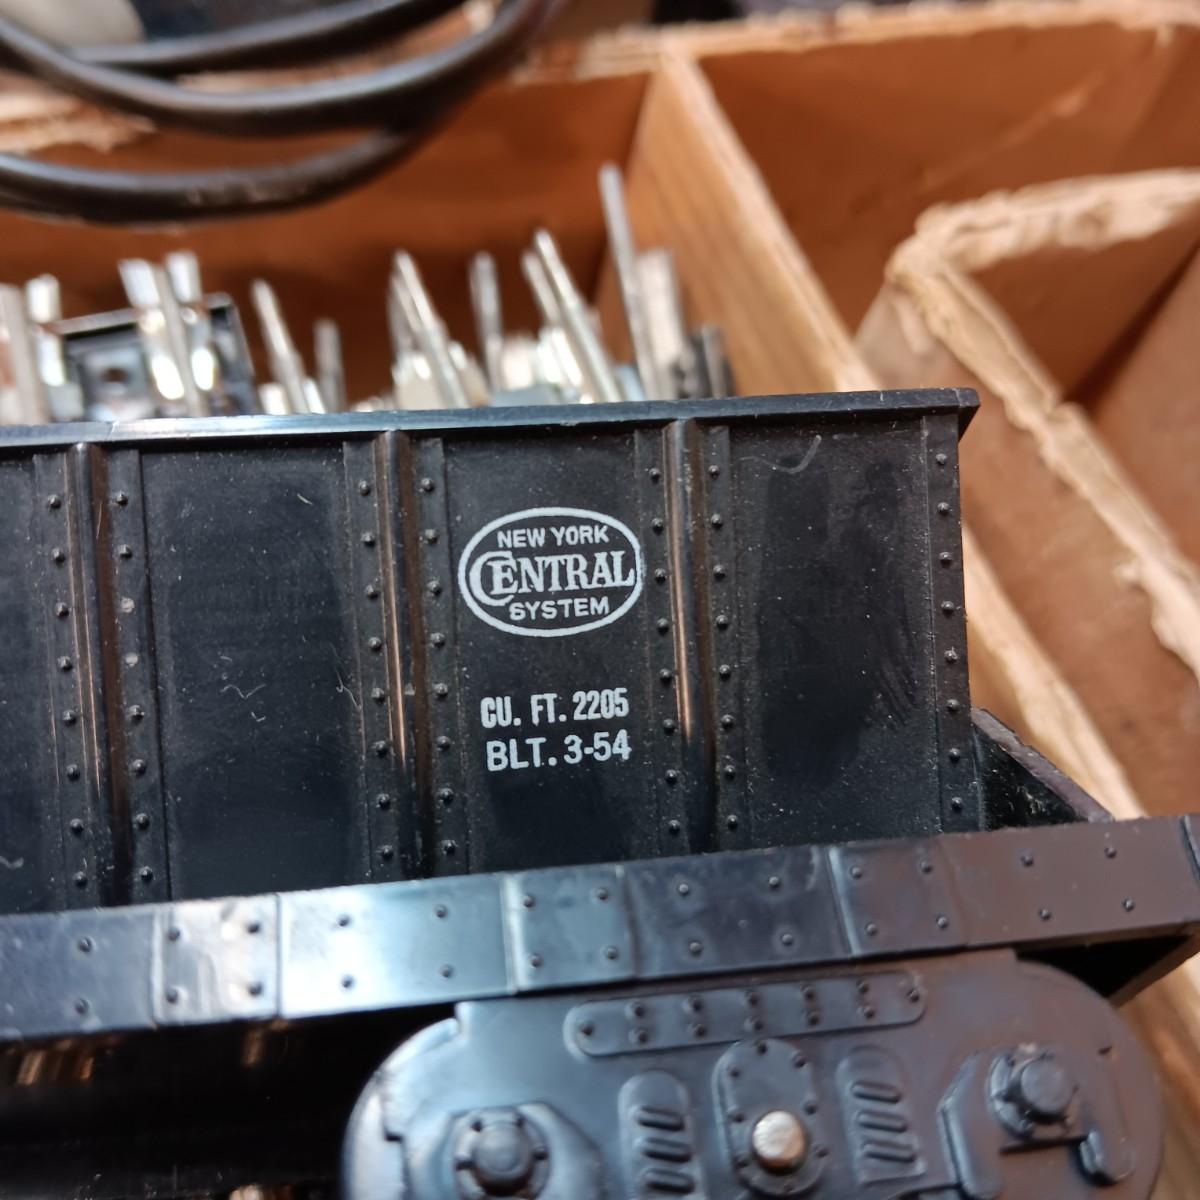 NEW YORK
CENTRAL
SYSTEM
CU. FT. 2205
BLT. 3-54